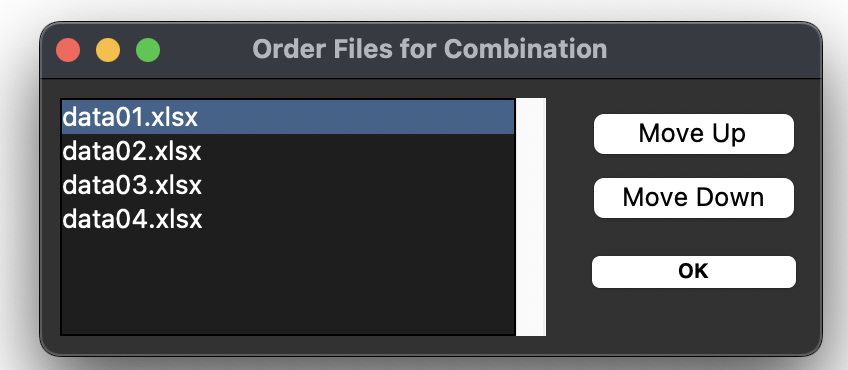 Order Files for Combination
data01.xlsx
data02.xlsx
data03.xlsx
data04.xlsx
Move Up
Move Down
OK